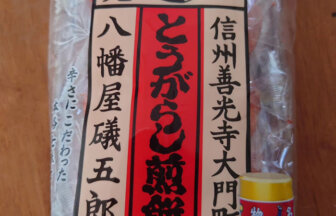 信州善光寺大門町
とうがらし煎餅
八幡屋礒五郎
辛さにこだわった